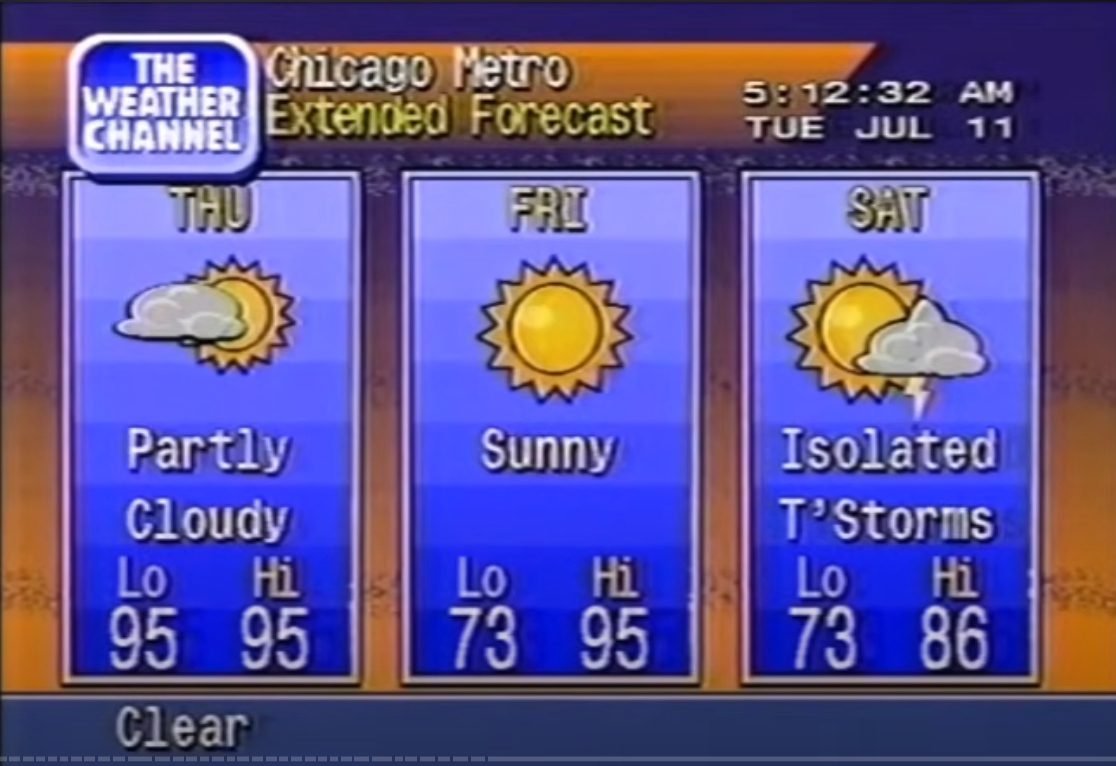 THE
WEATHER
CHANNEL
Chicago Metro
Extended Forecast
5:12:32 AM
TUE JUL 11
THU
Partly
Cloudy
Lo Hi
95 95
FRI
Sunny
Lo Hi
73 95
SAT
Isolated
T'Storms
Lo Hi
73 86
Clear